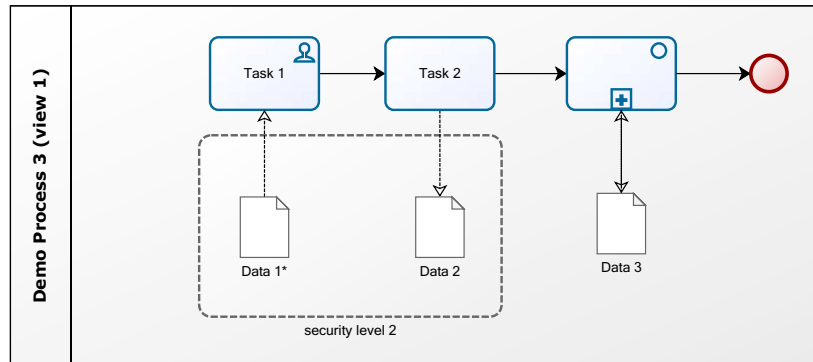 Demo Process 3 (view 1)
Task 1
Task 2
Data 1*
Data 2
Data 3
security level 2